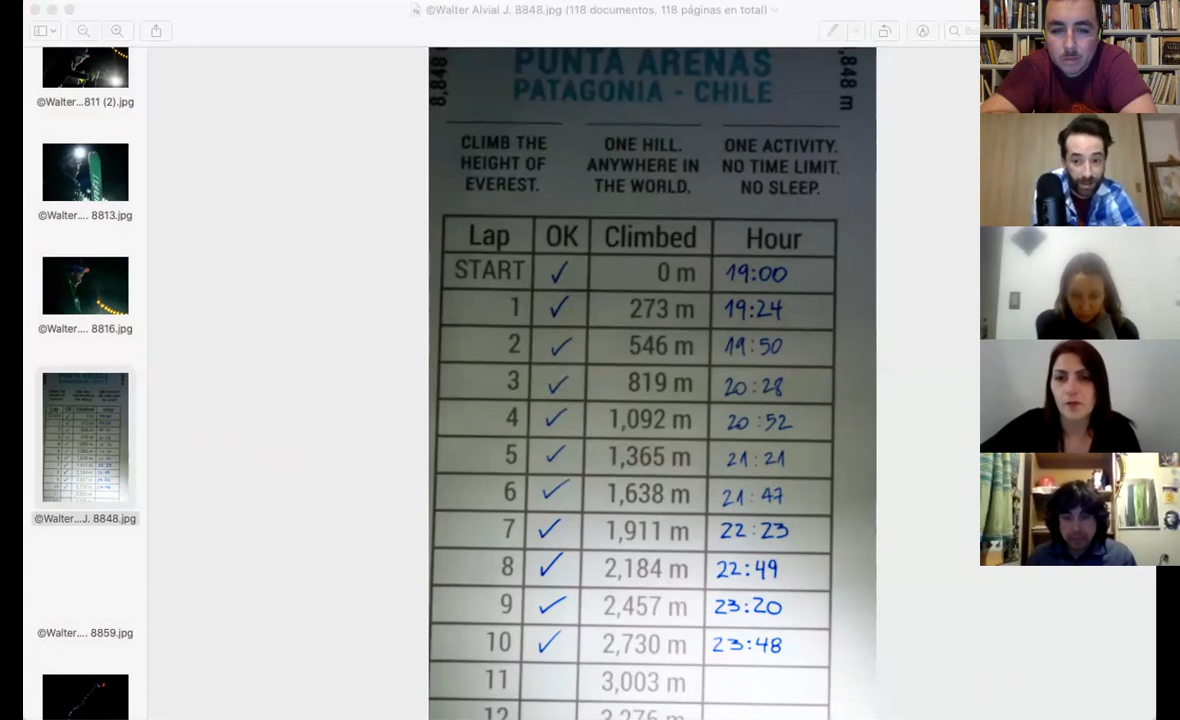 ©Walter Alvial J. 8848.jpg (118 documentos, 118 páginas en total)
©Walter...811 (2).jpg
©Walter.... 8813.jpg
©Walter.... 8816.jpg
©Walter...J. 8848.jpg
©Walter.... 8859.jpg
PUNTA ARENAS
PATAGONIA - CHILE
CLIMB THE
HEIGHT OF
EVEREST.
ONE HILL.
ANYWHERE IN
THE WORLD.
ONE ACTIVITY.
NO TIME LIMIT.
NO SLEEP.
Lap OK Climbed Hour
START ✓ 0 m 19:00
1 ✓ 273 m 19:24
2 ✓ 546 m 19:50
3 ✓ 819 m 20:28
4 ✓ 1,092 m 20:52
5 ✓ 1,365 m 21:21
6 ✓ 1,638 m 21:47
7 ✓ 1,911 m 22:23
8 ✓ 2,184 m 22:49
9 ✓ 2,457 m 23:20
10 ✓ 2,730 m 23:48
11 3,003 m
12 3,276 m